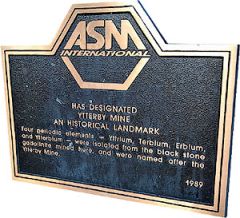 ASM
INTERNATIONAL
HAS DESIGNATED
YTTERBY MINE
AN HISTORICAL LANDMARK
Four periodic elements — Yttrium, Terbium, Erbium,
and Ytterbium — were isolated from the black stone
gadolinite mined here, and were named after the
Ytterby Mine.
1989